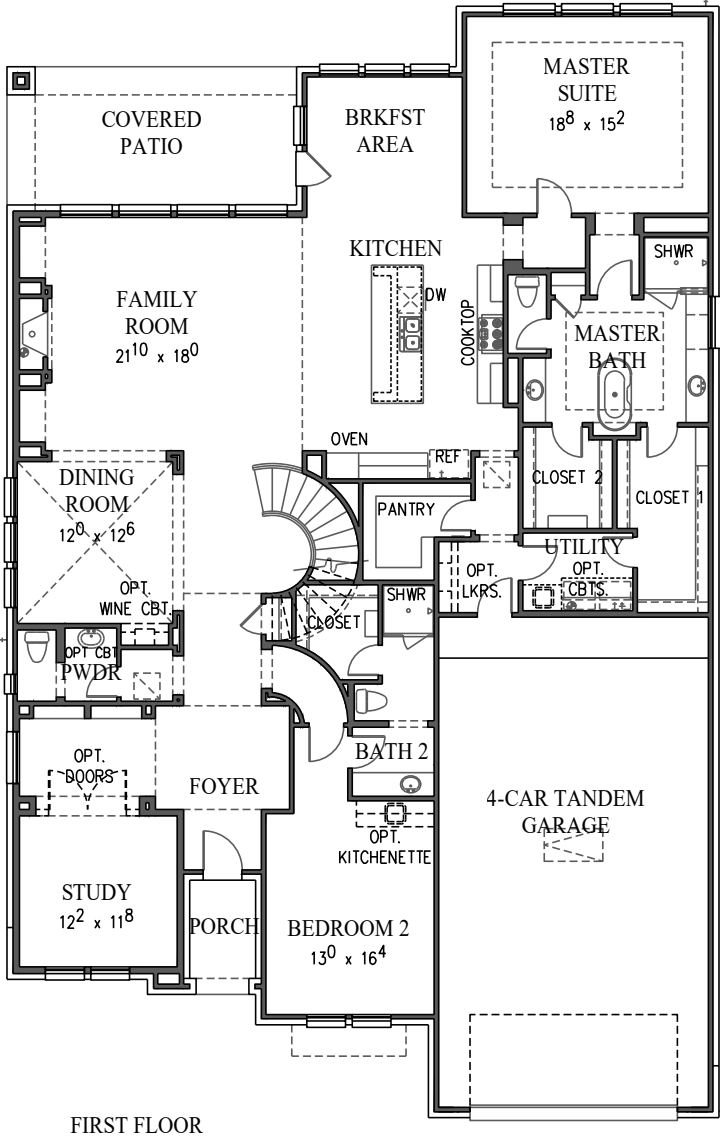 MASTER
SUITE
18⁸ x 15²
COVERED
PATIO
BRKFST
AREA
KITCHEN
SHWR
FAMILY
ROOM
21¹⁰ x 18⁰
DW
COOKTOP
MASTER
BATH
OVEN
REF
DINING
ROOM
12⁰ x 12⁶
CLOSET 2
CLOSET 1
PANTRY
UTILITY
OPT.
CBTS.
OPT.
LKRS.
OPT.
WINE CBT.
SHWR
CLOSET
OPT CBT
PWDR
BATH 2
OPT.
DOORS
FOYER
4-CAR TANDEM
GARAGE
OPT.
KITCHENETTE
STUDY
12² x 11⁸
PORCH
BEDROOM 2
13⁰ x 16⁴
FIRST FLOOR